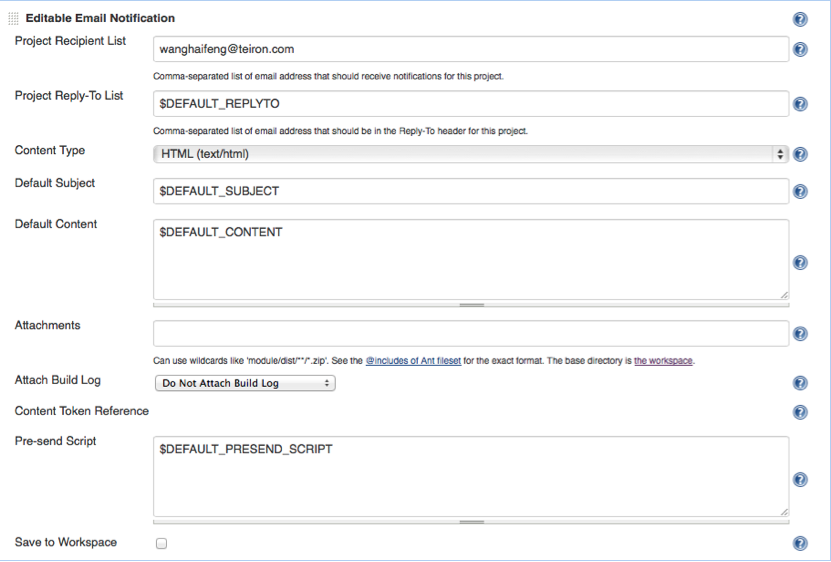 Editable Email Notification
Project Recipient List
wanghaifeng@teiron.com
Comma-separated list of email address that should receive notifications for this project.
Project Reply-To List
$DEFAULT_REPLYTO
Comma-separated list of email address that should be in the Reply-To header for this project.
Content Type
HTML (text/html)
Default Subject
$DEFAULT_SUBJECT
Default Content
$DEFAULT_CONTENT
Attachments
Can use wildcards like 'module/dist/**/*.zip'. See the @includes of Ant fileset for the exact format. The base directory is the workspace.
Attach Build Log
Do Not Attach Build Log
Content Token Reference
Pre-send Script
$DEFAULT_PRESEND_SCRIPT
Save to Workspace